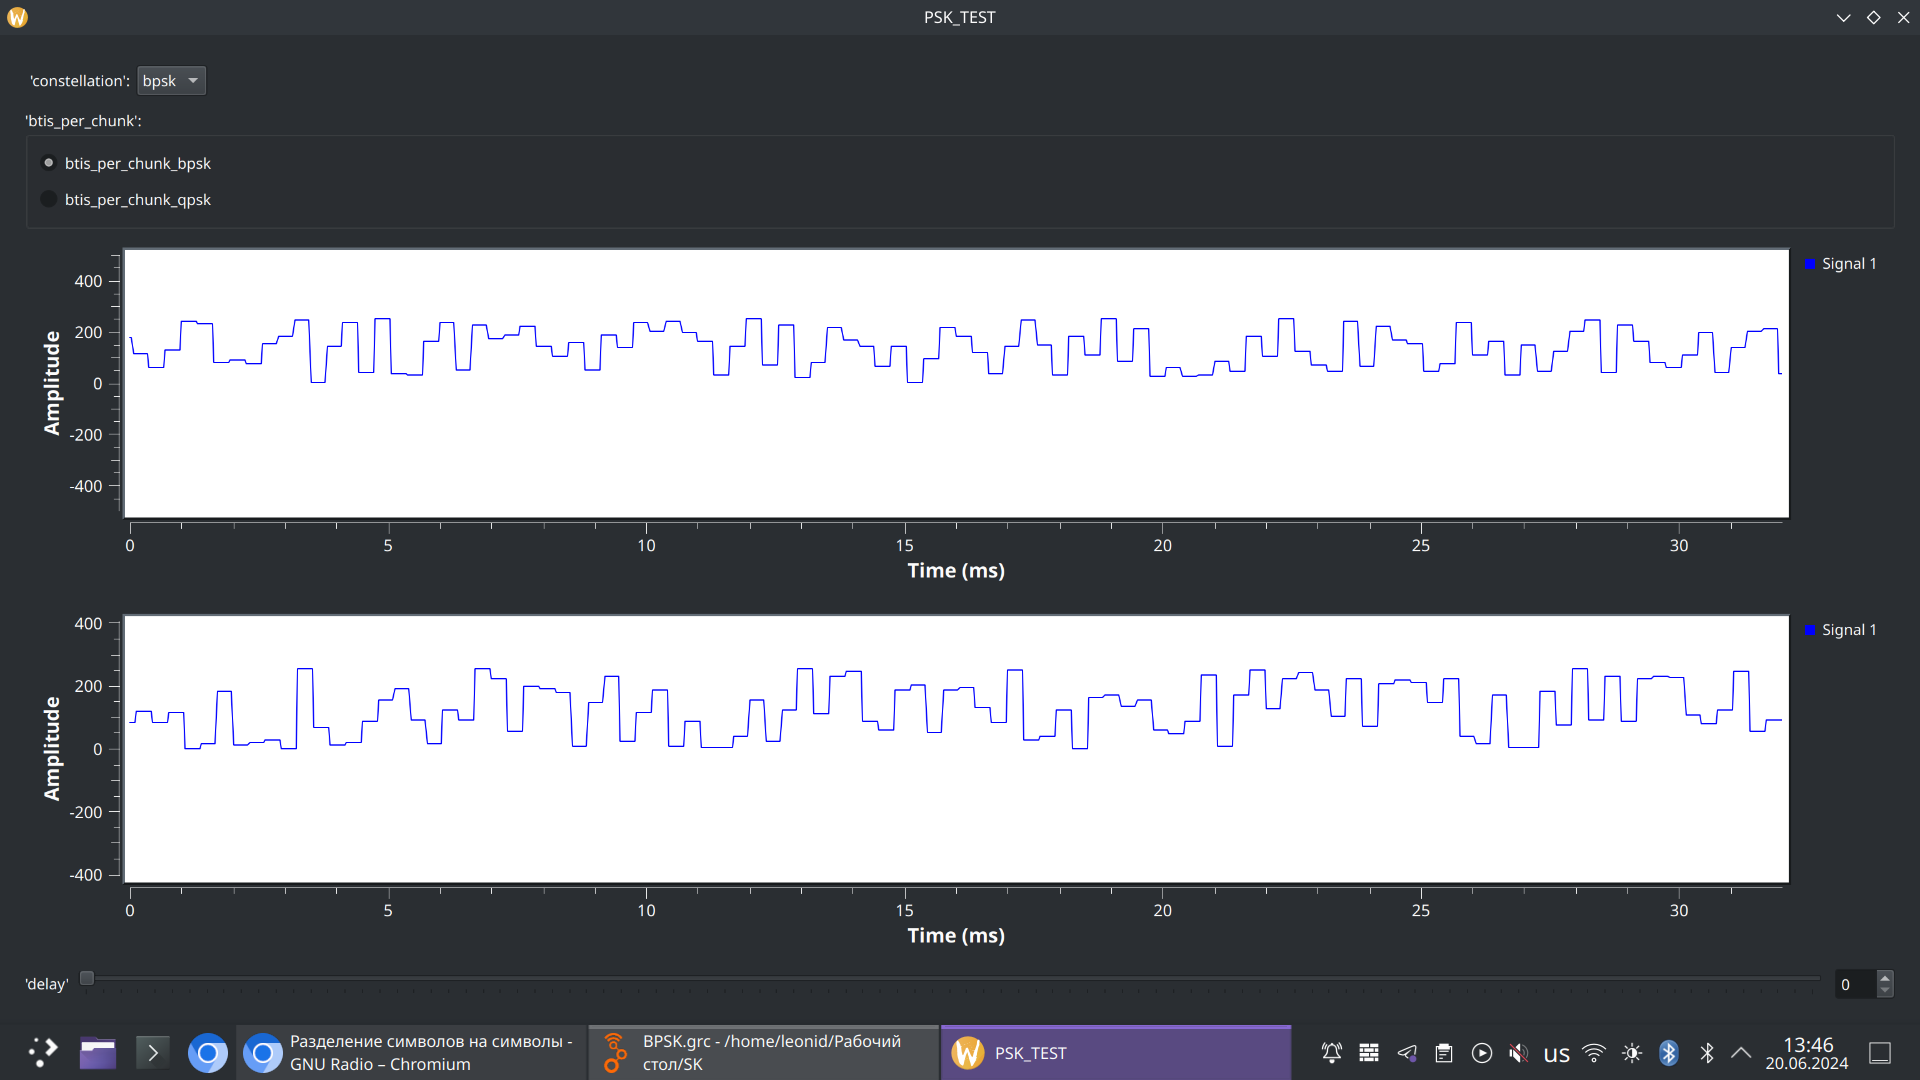 PSK_TEST
'constellation': bpsk
'btis_per_chunk':
btis_per_chunk_bpsk
btis_per_chunk_qpsk
Signal 1
Amplitude
400
200
0
-200
-400
0 5 10 15 20 25 30
Time (ms)
Signal 1
Amplitude
400
200
0
-200
-400
0 5 10 15 20 25 30
Time (ms)
'delay' 0
Разделение символов на символы -
GNU Radio – Chromium
BPSK.grc - /home/leonid/Рабочий
стол/SK
PSK_TEST
us
13:46
20.06.2024